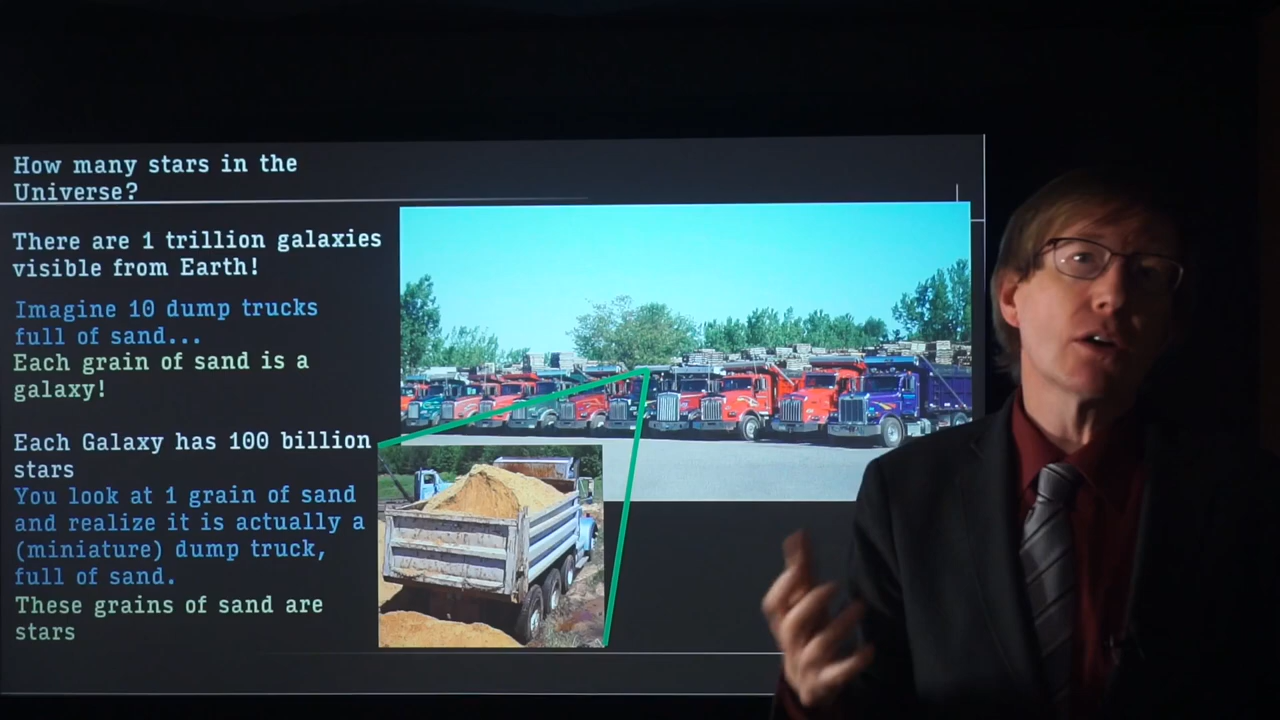 How many stars in the
Universe?
There are 1 trillion galaxies
visible from Earth!
Imagine 10 dump trucks
full of sand...
Each grain of sand is a
galaxy!
Each Galaxy has 100 billion
stars
You look at 1 grain of sand
and realize it is actually a
(miniature) dump truck,
full of sand.
These grains of sand are
stars